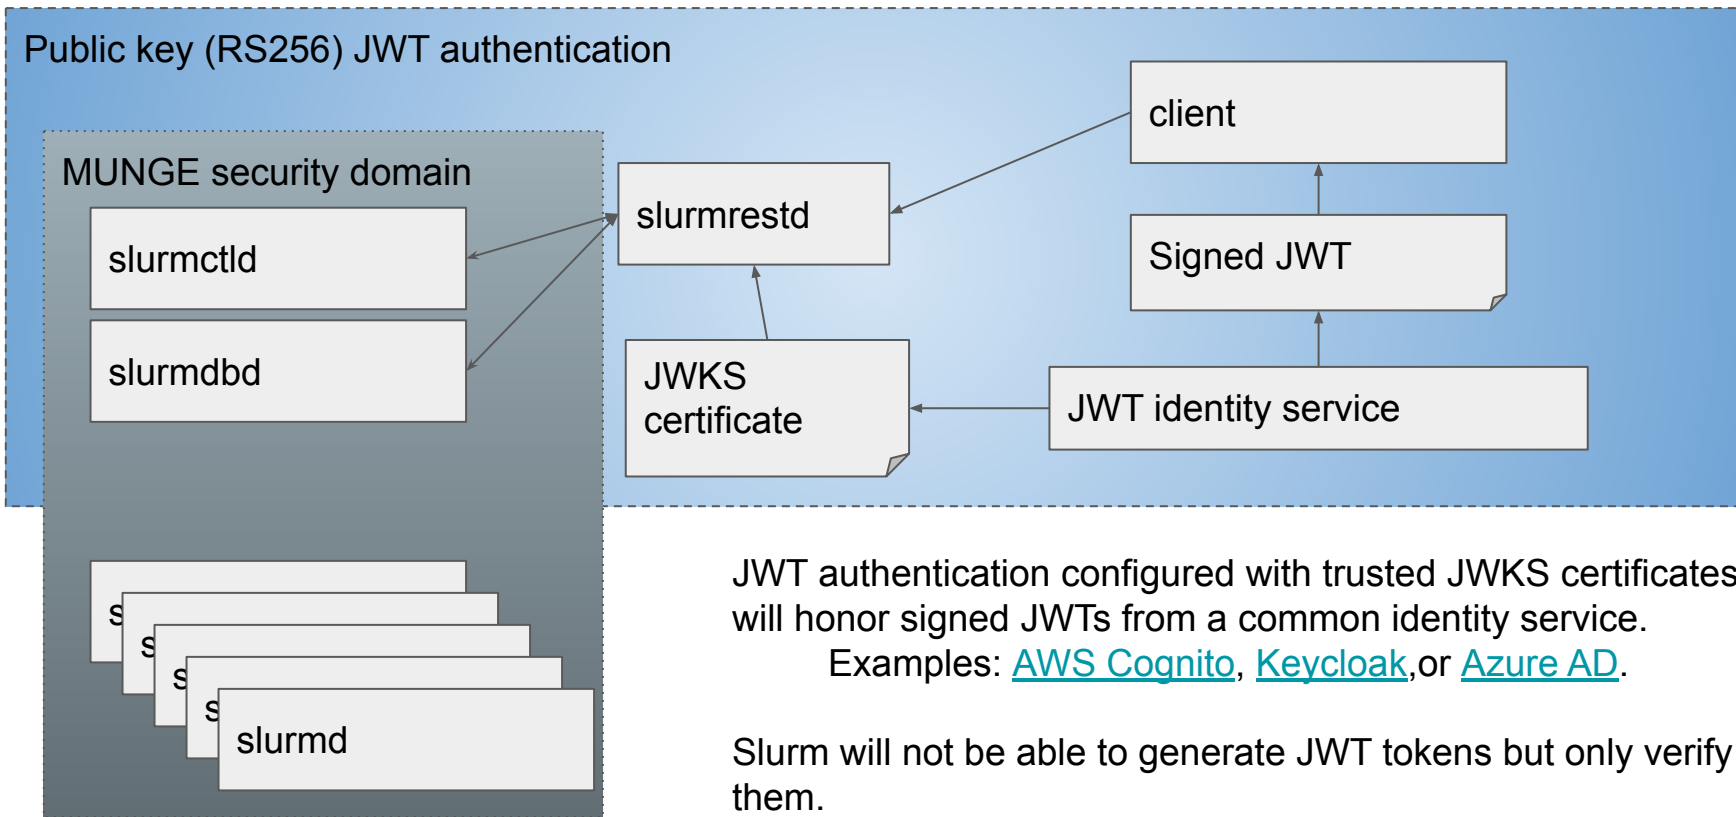 Public key (RS256) JWT authentication
client
MUNGE security domain
slurmrestd
slurmctld
Signed JWT
slurmdbd
JWKS
certificate
JWT identity service
JWT authentication configured with trusted JWKS certificates
will honor signed JWTs from a common identity service.
Examples: AWS Cognito, Keycloak,or Azure AD.
s
s
s
s
slurmd
Slurm will not be able to generate JWT tokens but only verify
them.